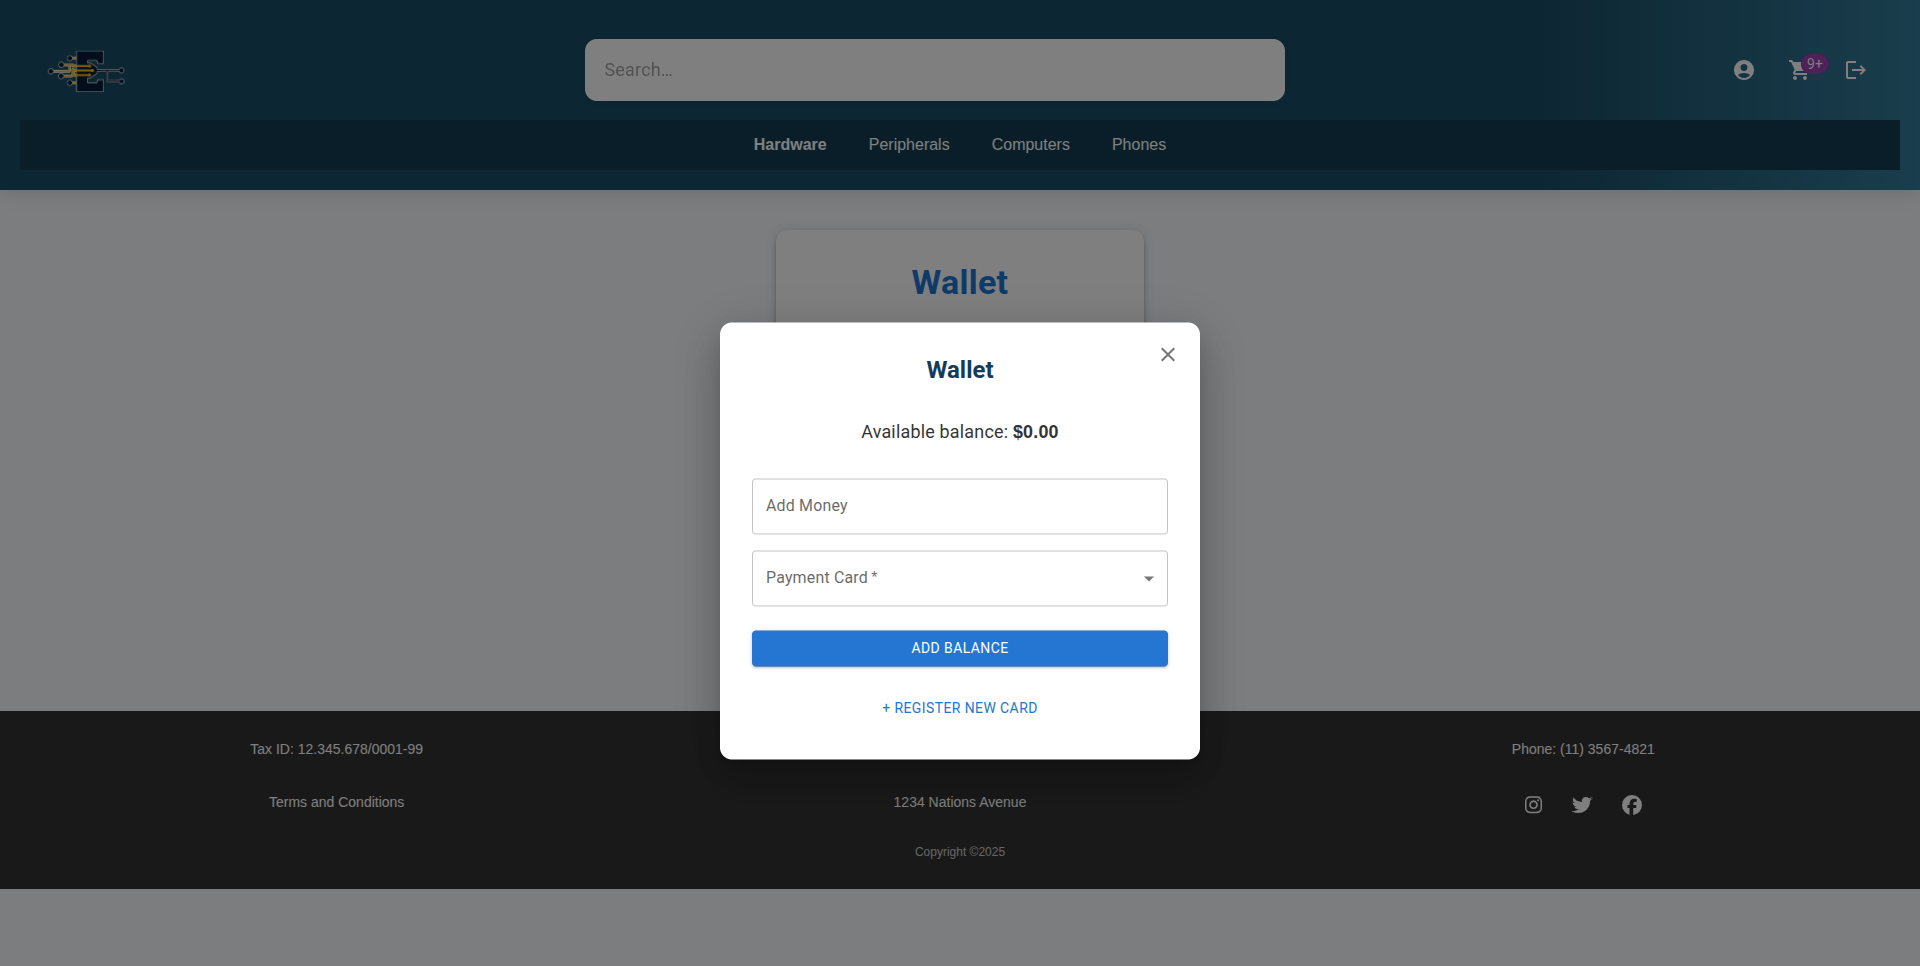 Search...
9+
Hardware Peripherals Computers Phones
Wallet
Wallet
Available balance: $0.00
Add Money
Payment Card *
ADD BALANCE
+ REGISTER NEW CARD
Tax ID: 12.345.678/0001-99
Phone: (11) 3567-4821
Terms and Conditions
1234 Nations Avenue
Copyright ©2025